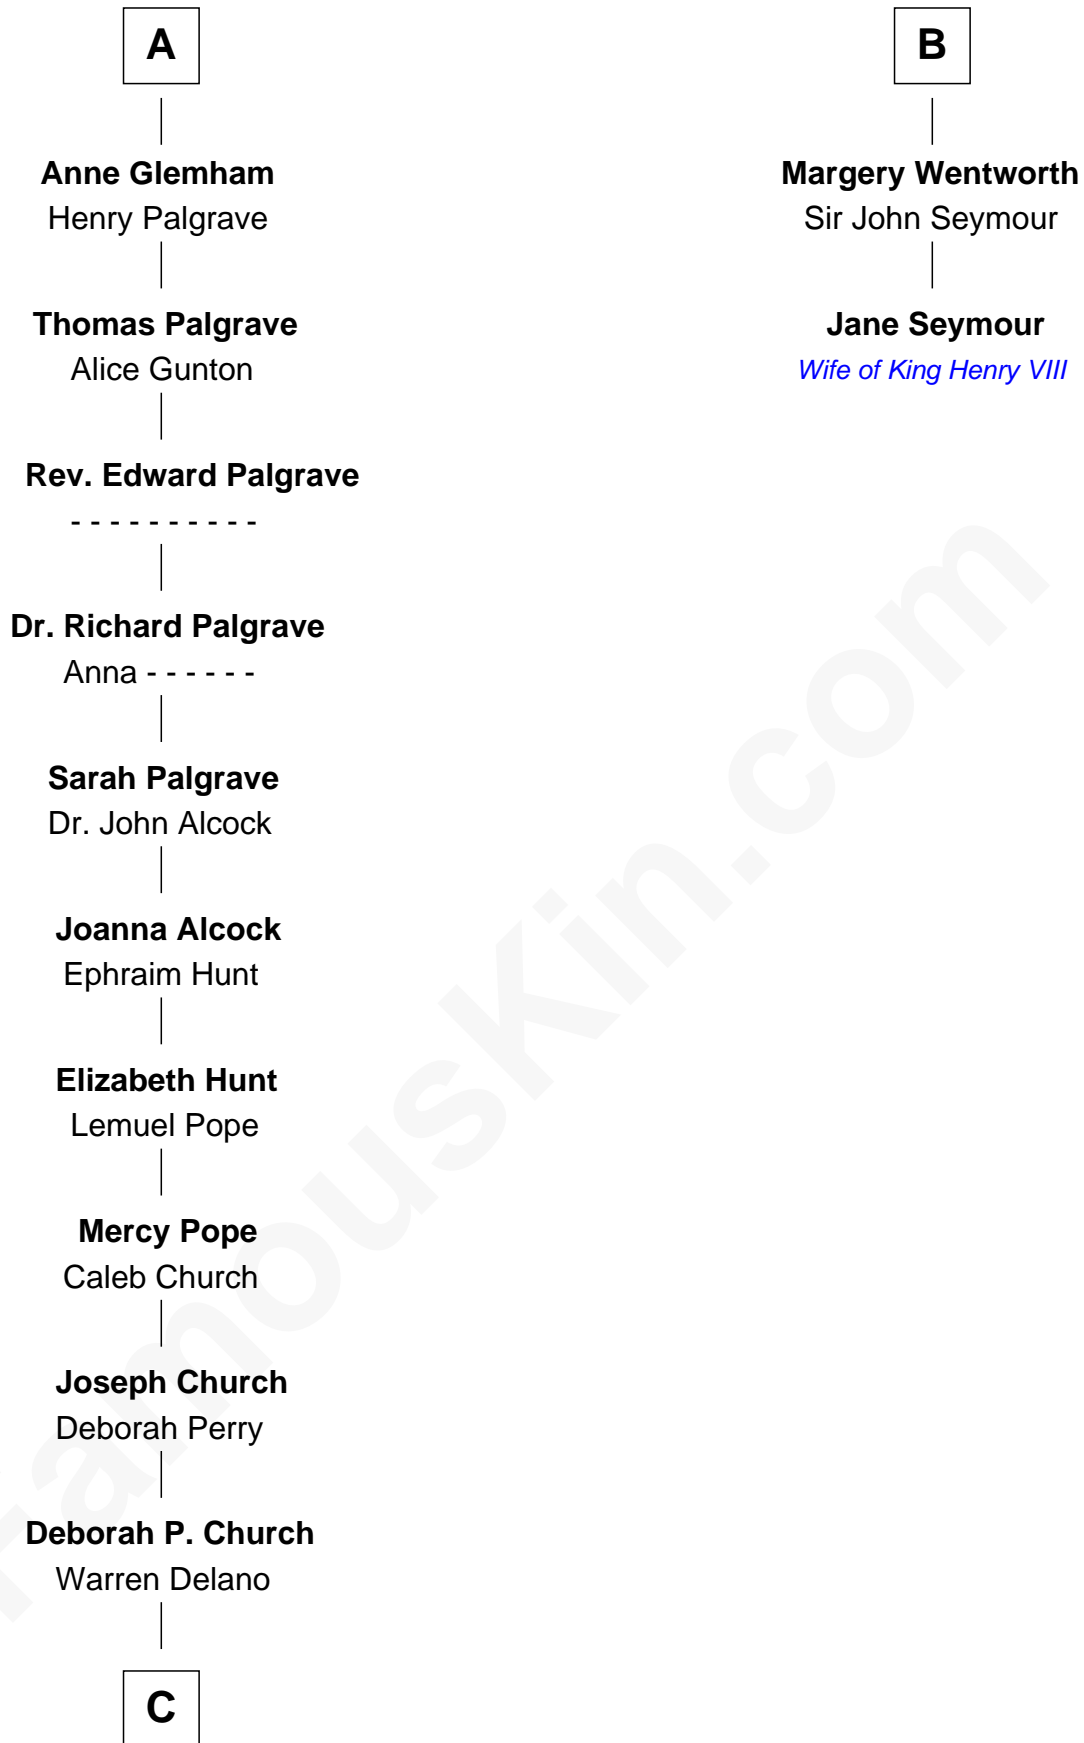 A
Anne Glemham
Henry Palgrave
Thomas Palgrave
Alice Gunton
Rev. Edward Palgrave
- - - - - - - - - -
Dr. Richard Palgrave
Anna - - - - - -
Sarah Palgrave
Dr. John Alcock
Joanna Alcock
Ephraim Hunt
Elizabeth Hunt
Lemuel Pope
Mercy Pope
Caleb Church
Joseph Church
Deborah Perry
Deborah P. Church
Warren Delano
C
B
Margery Wentworth
Sir John Seymour
Jane Seymour
Wife of King Henry VIII
FamousKin.com